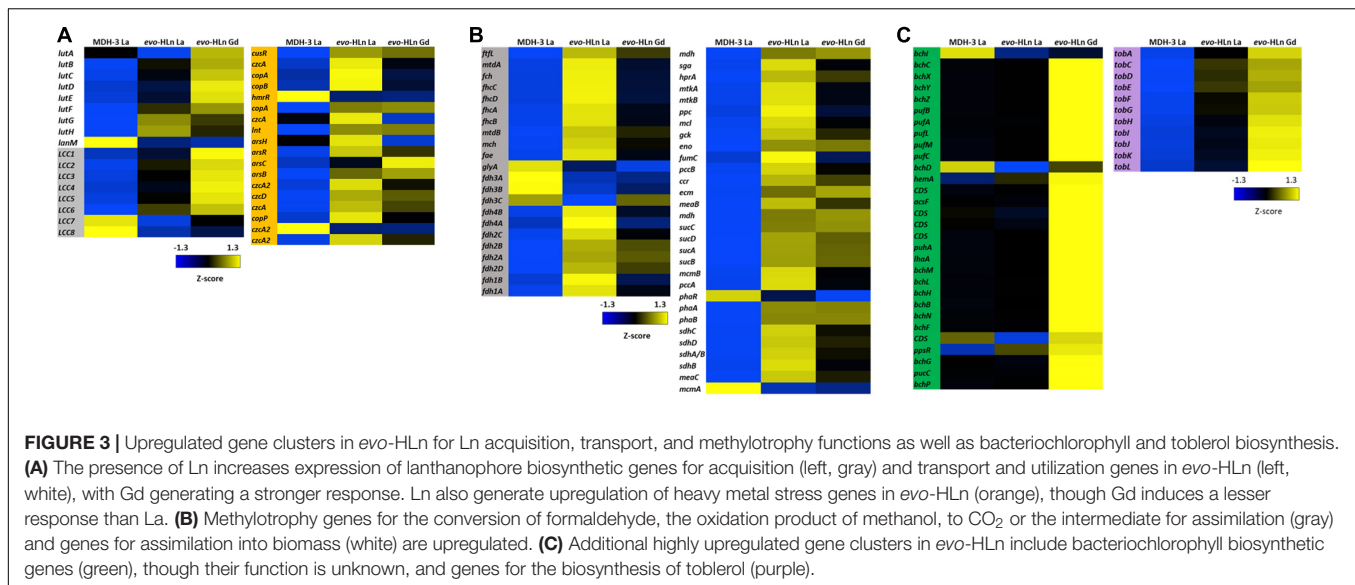 A
MDH-3 La evo-HLn La evo-HLn Gd
lutA
lutB
lutC
lutD
lutE
lutF
lutG
lutH
lanM
LCC1
LCC2
LCC3
LCC4
LCC5
LCC6
LCC7
LCC8
-1.3 1.3
Z-score
MDH-3 La evo-HLn La evo-HLn Gd
cusR
czcA
copA
copB
hmrR
copA
czcA
lnt
arsH
arsR
arsC
arsB
czcA2
czcD
czcA
copP
czcA2
czcA2
B
MDH-3 La evo-HLn La evo-HLn Gd
ftfL
mtdA
fch
fhcC
fhcD
fhcA
fhcB
mtdB
mch
fae
glyA
fdh3A
fdh3B
fdh3C
fdh4B
fdh4A
fdh2C
fdh2B
fdh2A
fdh2D
fdh1B
fdh1A
-1.3 1.3
Z-score
MDH-3 La evo-HLn La evo-HLn Gd
mdh
sga
hprA
mtkA
mtkB
ppc
mcl
gck
eno
fumC
pccB
ccr
ecm
meaB
mdh
sucC
sucD
sucA
sucB
mcmB
pccA
phaR
phaA
phaB
sdhC
sdhD
sdhA/B
sdhB
meaC
mcmA
C
MDH-3 La evo-HLn La evo-HLn Gd
bchI
bchC
bchX
bchY
bchZ
pufB
pufA
pufL
pufM
pufC
bchD
hemA
CDS
acsF
CDS
CDS
CDS
puhA
lhaA
bchM
bchL
bchH
bchB
bchN
bchF
CDS
ppsR
bchG
pucC
bchP
MDH-3 La evo-HLn La evo-HLn Gd
tobA
tobC
tobD
tobE
tobF
tobG
tobH
tobI
tobJ
tobK
tobL
-1.3 1.3
Z-score
FIGURE 3 | Upregulated gene clusters in evo-HLn for Ln acquisition, transport, and methylotrophy functions as well as bacteriochlorophyll and toblerol biosynthesis.
(A) The presence of Ln increases expression of lanthanophore biosynthetic genes for acquisition (left, gray) and transport and utilization genes in evo-HLn (left,
white), with Gd generating a stronger response. Ln also generate upregulation of heavy metal stress genes in evo-HLn (orange), though Gd induces a lesser
response than La. (B) Methylotrophy genes for the conversion of formaldehyde, the oxidation product of methanol, to CO₂ or the intermediate for assimilation (gray)
and genes for assimilation into biomass (white) are upregulated. (C) Additional highly upregulated gene clusters in evo-HLn include bacteriochlorophyll biosynthetic
genes (green), though their function is unknown, and genes for the biosynthesis of toblerol (purple).